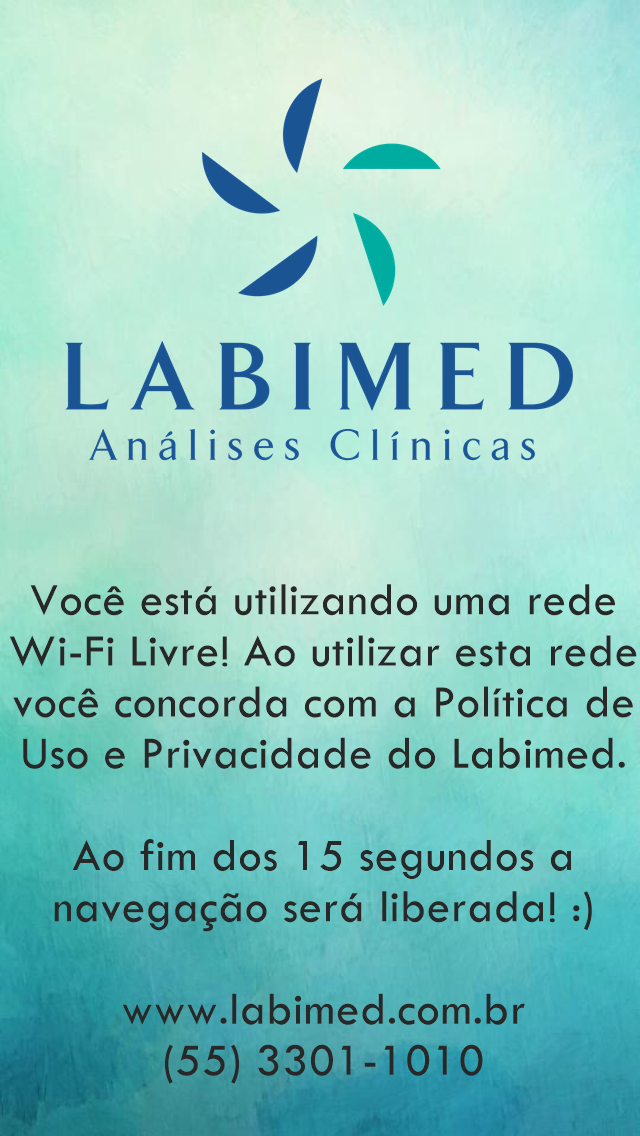 LABIMED
Análises Clínicas
Você está utilizando uma rede
Wi-Fi Livre! Ao utilizar esta rede
você concorda com a Política de
Uso e Privacidade do Labimed.
Ao fim dos 15 segundos a
navegação será liberada! :)
www.labimed.com.br
(55) 3301-1010